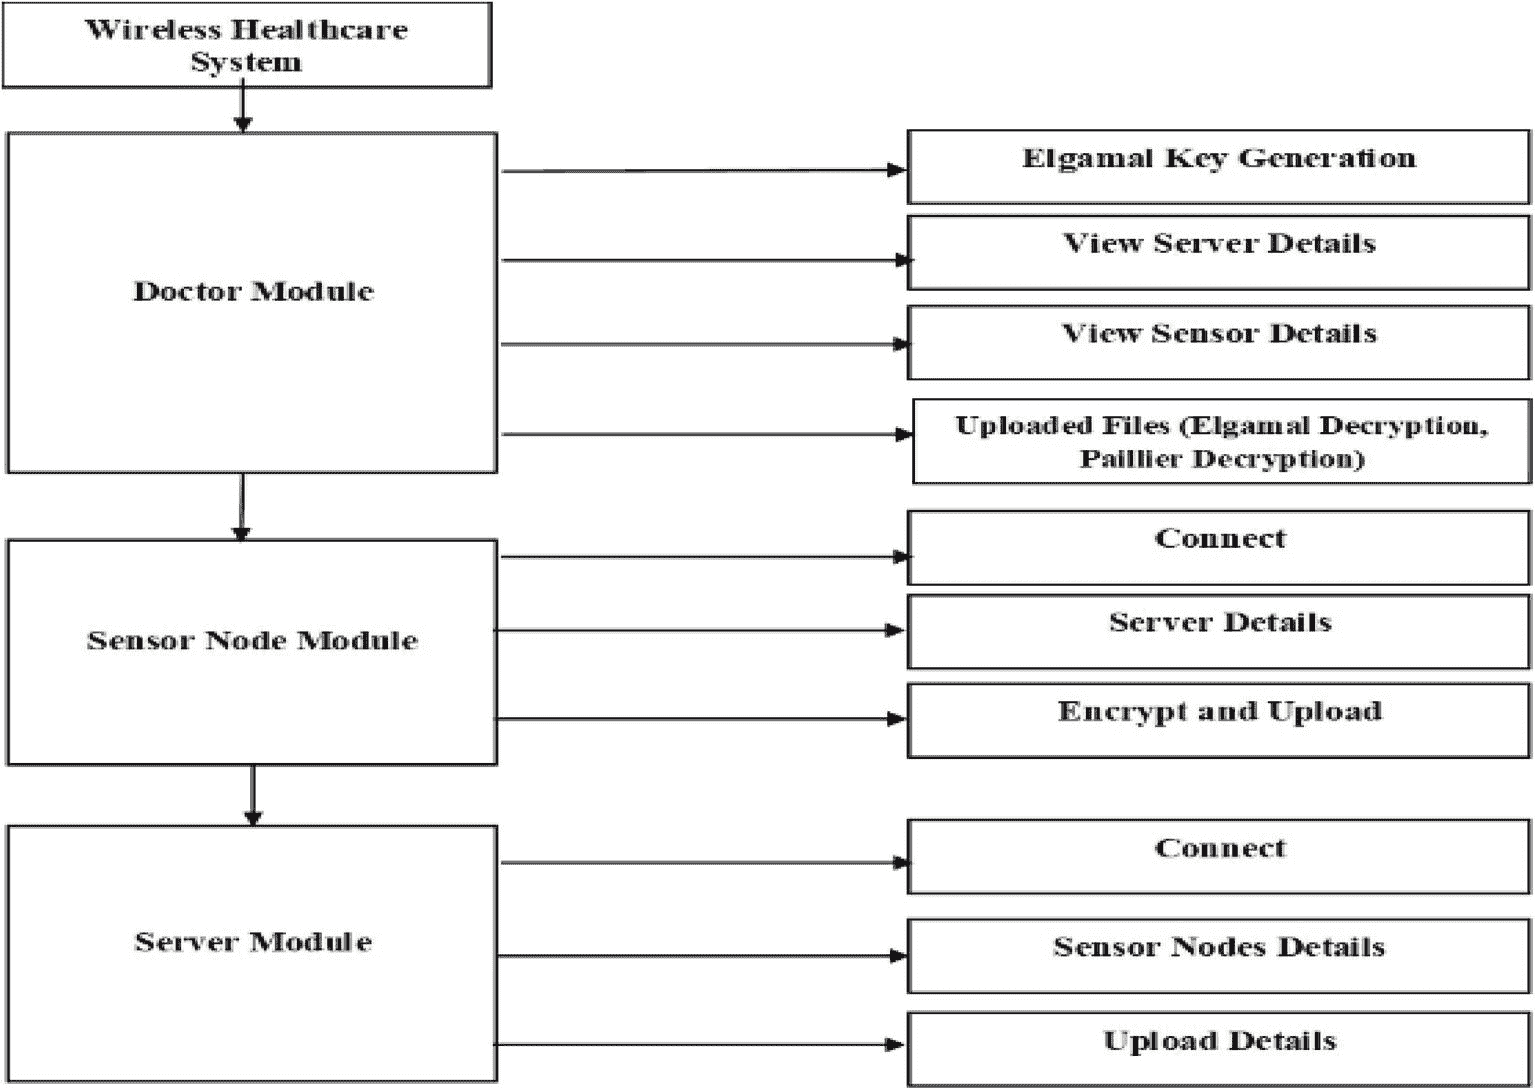 Wireless Healthcare
System
Doctor Module
Elgamal Key Generation
View Server Details
View Sensor Details
Uploaded Files (Elgamal Decryption,
Paillier Decryption)
Sensor Node Module
Connect
Server Details
Encrypt and Upload
Server Module
Connect
Sensor Nodes Details
Upload Details